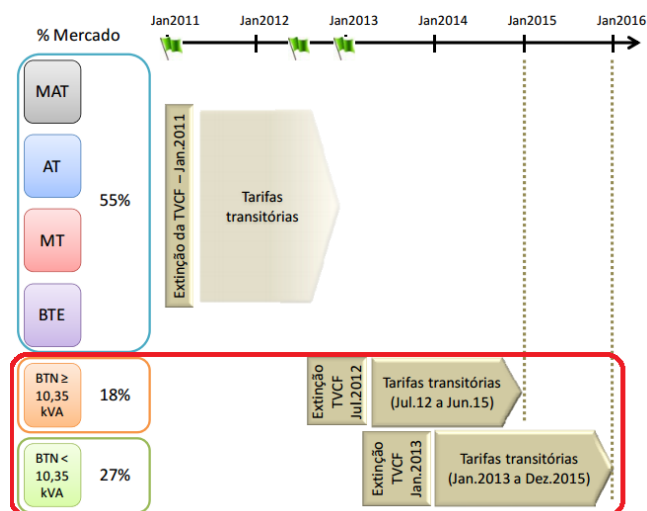 Jan2011 Jan2012 Jan2013 Jan2014 Jan2015 Jan2016
% Mercado
MAT
AT
MT
BTE
55%
Extinção da TVCF – Jan.2011
Tarifas
transitórias
BTN ≥
10,35
kVA
18%
Extinção
TVCF
Jul.2012
Tarifas transitórias
(Jul.12 a Jun.15)
BTN <
10,35
kVA
27%
Extinção
TVCF
Jan.2013
Tarifas transitórias
(Jan.2013 a Dez.2015)